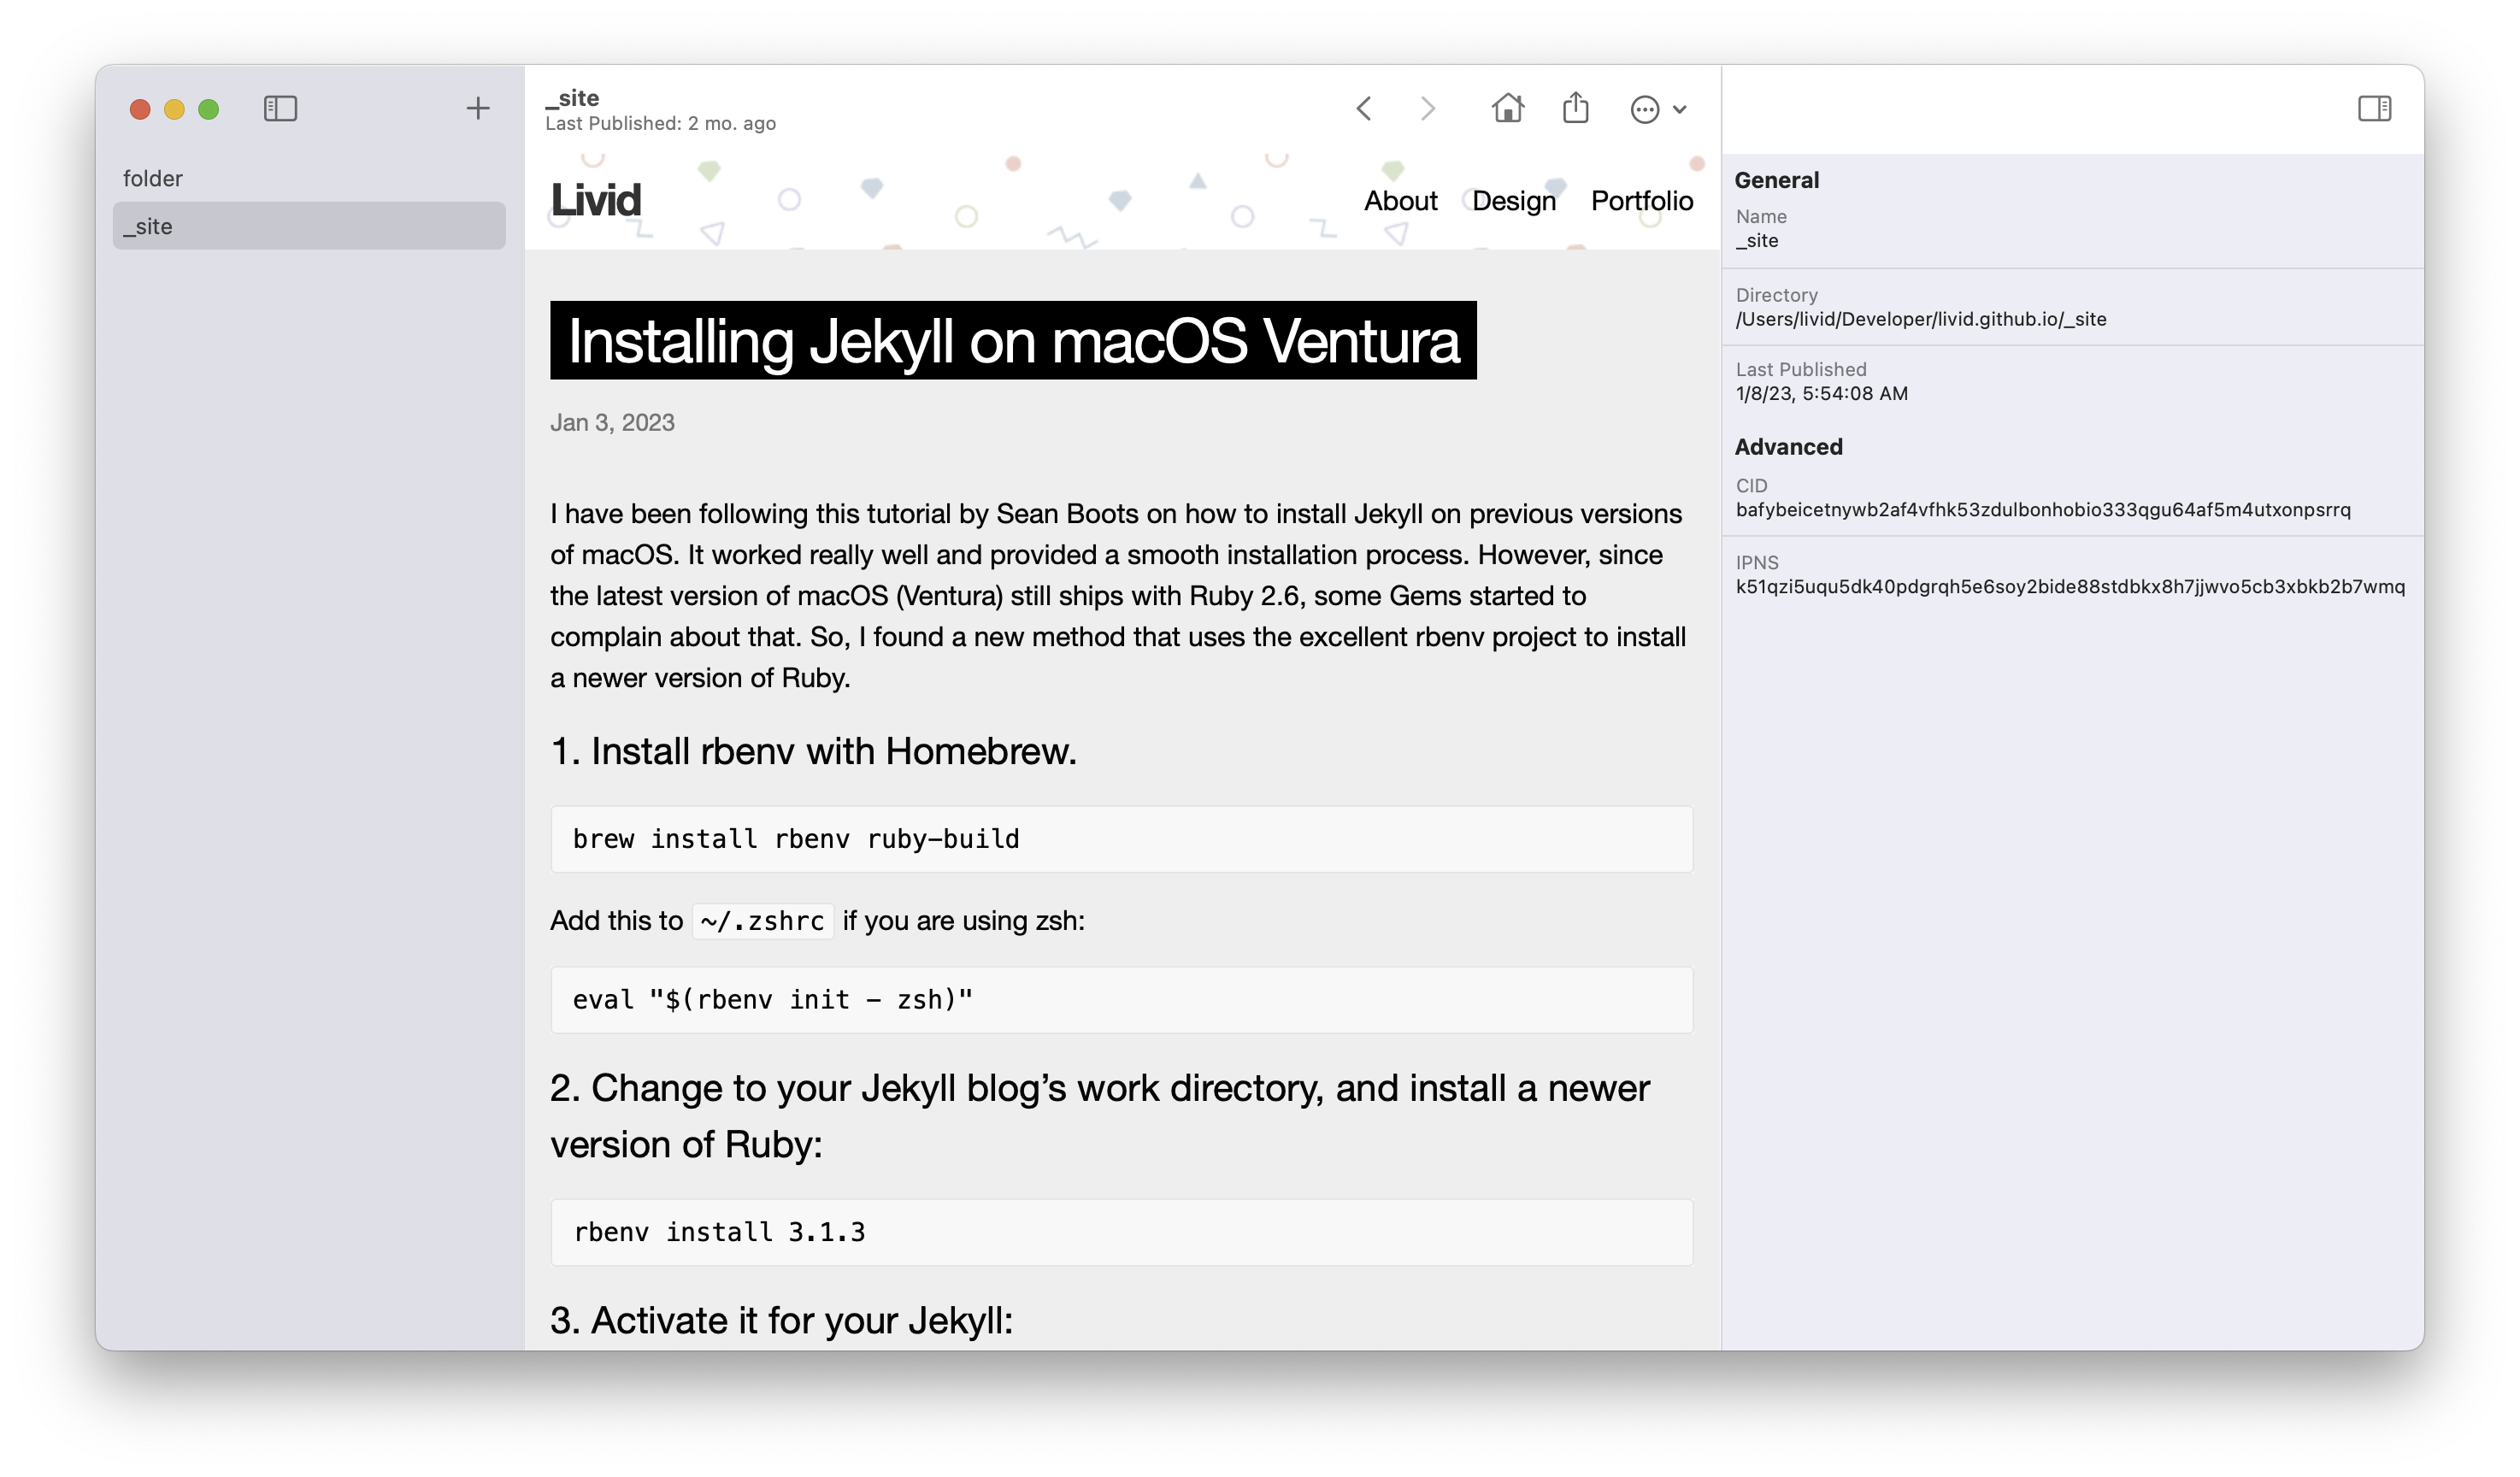 folder
_site
_site
Last Published: 2 mo. ago
Livid
About Design Portfolio
Installing Jekyll on macOS Ventura
Jan 3, 2023
I have been following this tutorial by Sean Boots on how to install Jekyll on previous versions
of macOS. It worked really well and provided a smooth installation process. However, since
the latest version of macOS (Ventura) still ships with Ruby 2.6, some Gems started to
complain about that. So, I found a new method that uses the excellent rbenv project to install
a newer version of Ruby.
1. Install rbenv with Homebrew.
brew install rbenv ruby-build
Add this to ~/.zshrc if you are using zsh:
eval "$(rbenv init - zsh)"
2. Change to your Jekyll blog’s work directory, and install a newer
version of Ruby:
rbenv install 3.1.3
3. Activate it for your Jekyll:
General
Name
_site
Directory
/Users/livid/Developer/livid.github.io/_site
Last Published
1/8/23, 5:54:08 AM
Advanced
CID
bafybeicetnywb2af4vfhk53zdulbonhobio333qgu64af5m4utxonpsrrq
IPNS
k51qzi5uqu5dk40pdgrqh5e6soy2bide88stdbkx8h7jjwvo5cb3xbkb2b7wmq